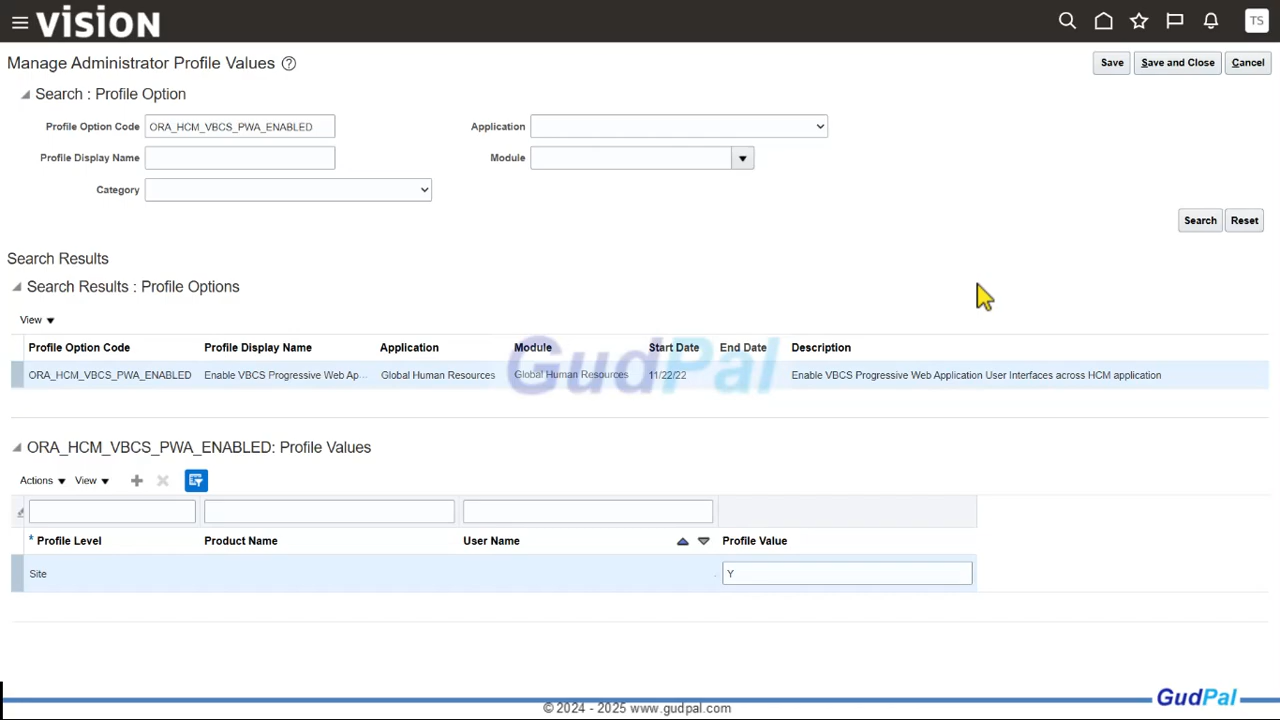 VISION
TS
Manage Administrator Profile Values ?
Save Save and Close Cancel
Search : Profile Option
Profile Option Code ORA_HCM_VBCS_PWA_ENABLED Application
Profile Display Name Module
Category
Search Reset
Search Results
Search Results : Profile Options
View
Profile Option Code Profile Display Name Application Module Start Date End Date Description
ORA_HCM_VBCS_PWA_ENABLED Enable VBCS Progressive Web Ap... Global Human Resources Global Human Resources 11/22/22 Enable VBCS Progressive Web Application User Interfaces across HCM application
GudPal
ORA_HCM_VBCS_PWA_ENABLED: Profile Values
Actions View
* Profile Level Product Name User Name Profile Value
Site Y
GudPal
© 2024 - 2025 www.gudpal.com